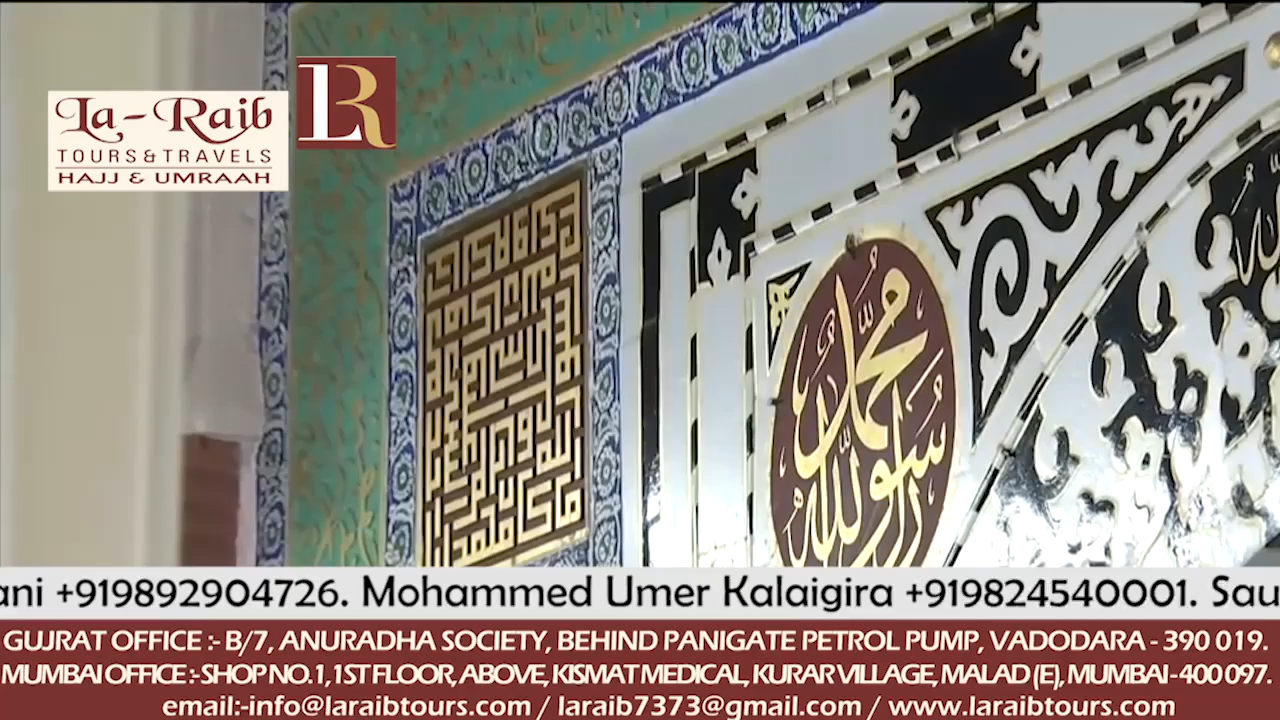 La-Raib
TOURS & TRAVELS
HAJJ & UMRAAH
LR
محمد
رسول الله
ani +919892904726. Mohammed Umer Kalaigira +919824540001. Sau
GUJRAT OFFICE :- B/7, ANURADHA SOCIETY, BEHIND PANIGATE PETROL PUMP, VADODARA - 390 019.
MUMBAI OFFICE :- SHOP NO. 1, 1ST FLOOR, ABOVE, KISMAT MEDICAL, KURAR VILLAGE, MALAD (E), MUMBAI - 400 097.
email:-info@laraibtours.com / laraib7373@gmail.com / www.laraibtours.com